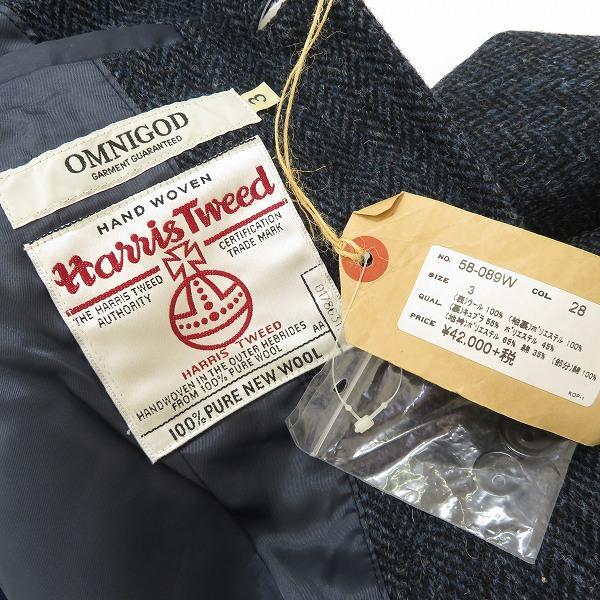 OMNIGOD
GARMENT GUARANTEED
3
HAND WOVEN
Harris Tweed
THE HARRIS TWEED
AUTHORITY
CERTIFICATION
TRADE MARK
HARRIS TWEED
HANDWOVEN IN THE OUTER HEBRIDES
FROM 100% PURE WOOL
100% PURE NEW WOOL
NO. 58-089W COL. 28
SIZE 3
QUAL. (表)ウール 100% (袖裏)ポリエステル 100%
(裏)キュプラ 55% ポリエステル 45%
(袖神)ポリエステル 65% 綿 35% (部分)綿 100%
PRICE ¥42,000+税
KDP-1